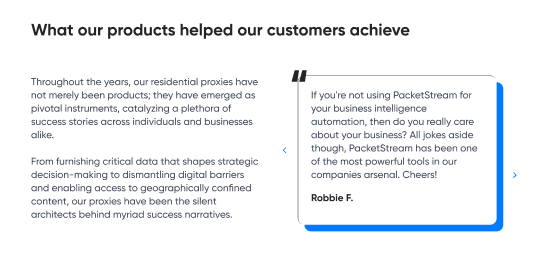 What our products helped our customers achieve
Throughout the years, our residential proxies have
not merely been products; they have emerged as
pivotal instruments, catalyzing a plethora of
success stories across individuals and businesses
alike.
From furnishing critical data that shapes strategic
decision-making to dismantling digital barriers
and enabling access to geographically confined
content, our proxies have been the silent
architects behind myriad success narratives.
"
If you're not using PacketStream for
your business intelligence
automation, then do you really care
about your business? All jokes aside
though, PacketStream has been one
of the most powerful tools in our
companies arsenal. Cheers!
Robbie F.